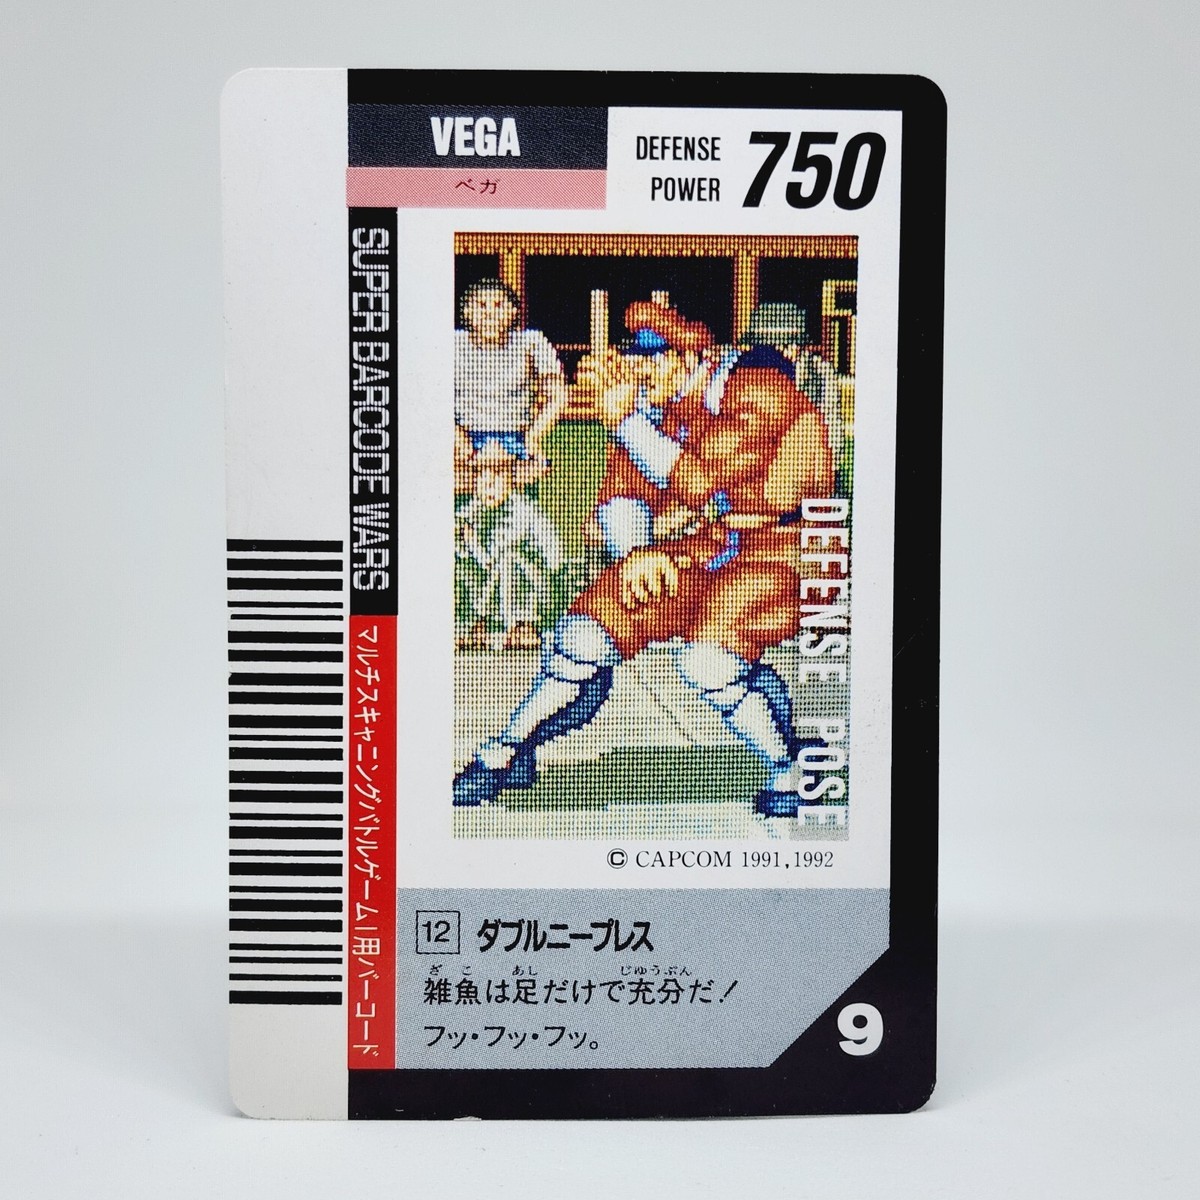 VEGA
ベガ
DEFENSE
POWER
750
SUPER BARCODE WARS
マルチスキャニングバトルゲーム用バーコード
DEFENSE POSE
© CAPCOM 1991,1992
12 ダブルニープレス
ざこ あし じゅうぶん
雑魚は足だけで充分だ!
フッ・フッ・フッ。
9